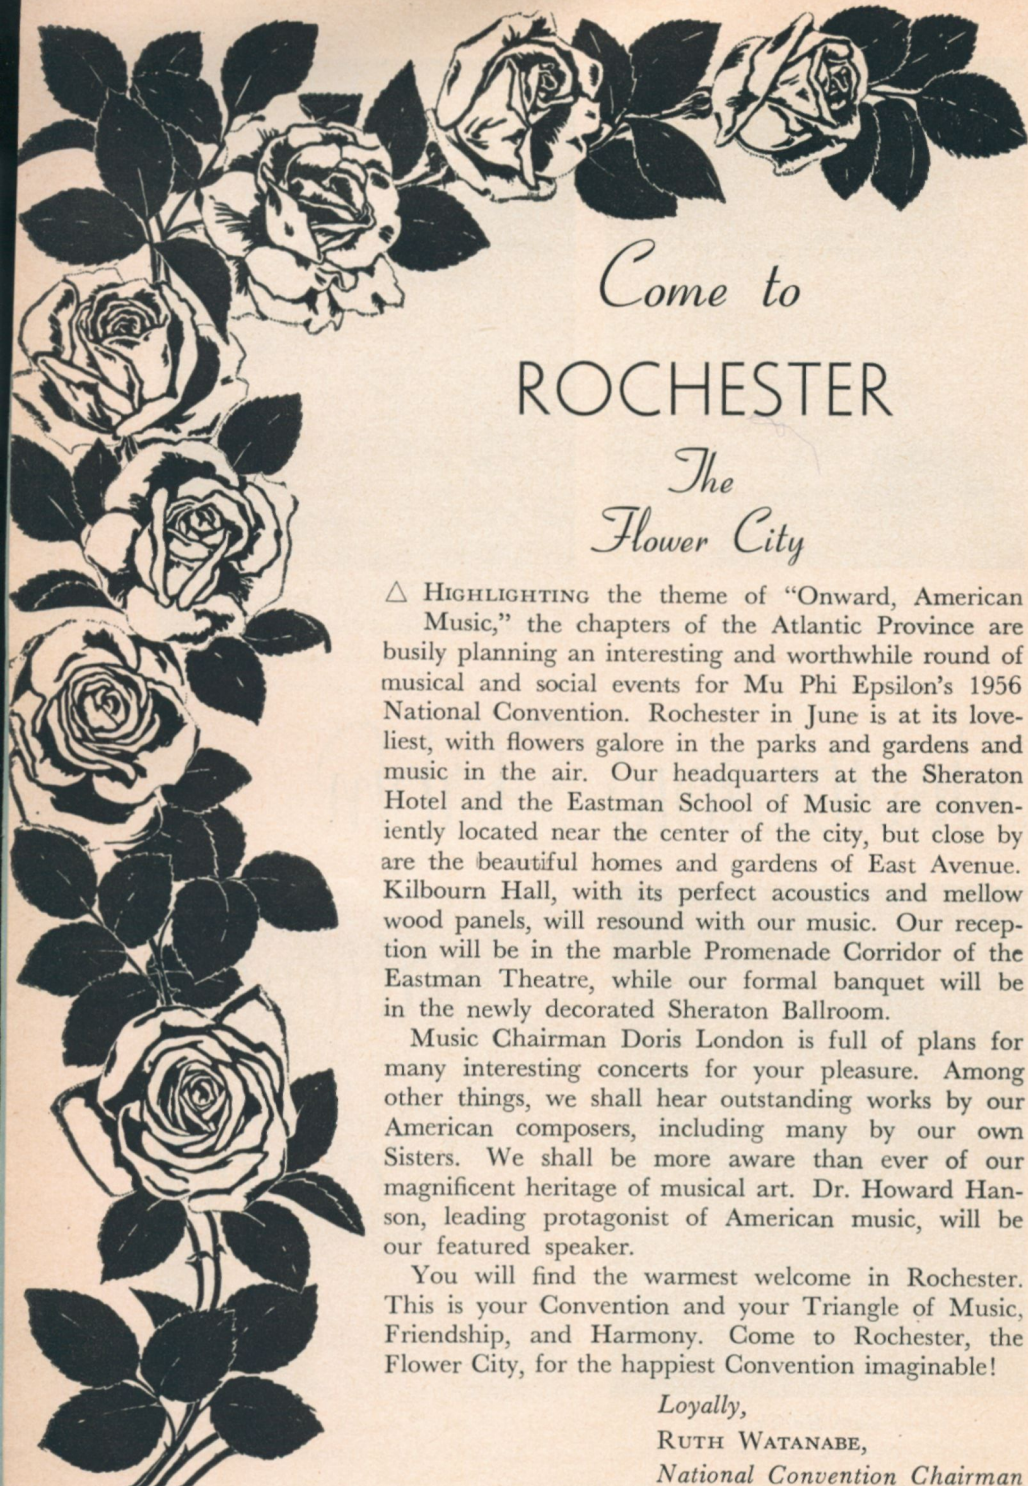 Come to
ROCHESTER
The
Flower City
△ HIGHLIGHTING the theme of “Onward, American
Music,” the chapters of the Atlantic Province are
busily planning an interesting and worthwhile round of
musical and social events for Mu Phi Epsilon’s 1956
National Convention. Rochester in June is at its love-
liest, with flowers galore in the parks and gardens and
music in the air. Our headquarters at the Sheraton
Hotel and the Eastman School of Music are conven-
iently located near the center of the city, but close by
are the beautiful homes and gardens of East Avenue.
Kilbourn Hall, with its perfect acoustics and mellow
wood panels, will resound with our music. Our recep-
tion will be in the marble Promenade Corridor of the
Eastman Theatre, while our formal banquet will be
in the newly decorated Sheraton Ballroom.
Music Chairman Doris London is full of plans for
many interesting concerts for your pleasure. Among
other things, we shall hear outstanding works by our
American composers, including many by our own
Sisters. We shall be more aware than ever of our
magnificent heritage of musical art. Dr. Howard Han-
son, leading protagonist of American music, will be
our featured speaker.
You will find the warmest welcome in Rochester.
This is your Convention and your Triangle of Music,
Friendship, and Harmony. Come to Rochester, the
Flower City, for the happiest Convention imaginable!
Loyally,
RUTH WATANABE,
National Convention Chairman